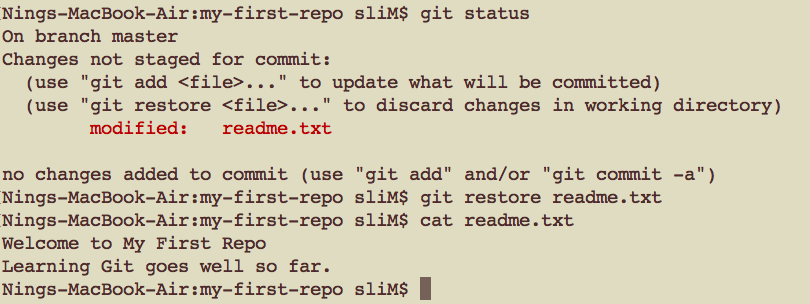 [Nings-MacBook-Air:my-first-repo sliM$ git status
On branch master
Changes not staged for commit:
  (use "git add <file>..." to update what will be committed)
  (use "git restore <file>..." to discard changes in working directory)
        modified:   readme.txt

no changes added to commit (use "git add" and/or "git commit -a")
[Nings-MacBook-Air:my-first-repo sliM$ git restore readme.txt
[Nings-MacBook-Air:my-first-repo sliM$ cat readme.txt
Welcome to My First Repo
Learning Git goes well so far.
Nings-MacBook-Air:my-first-repo sliM$